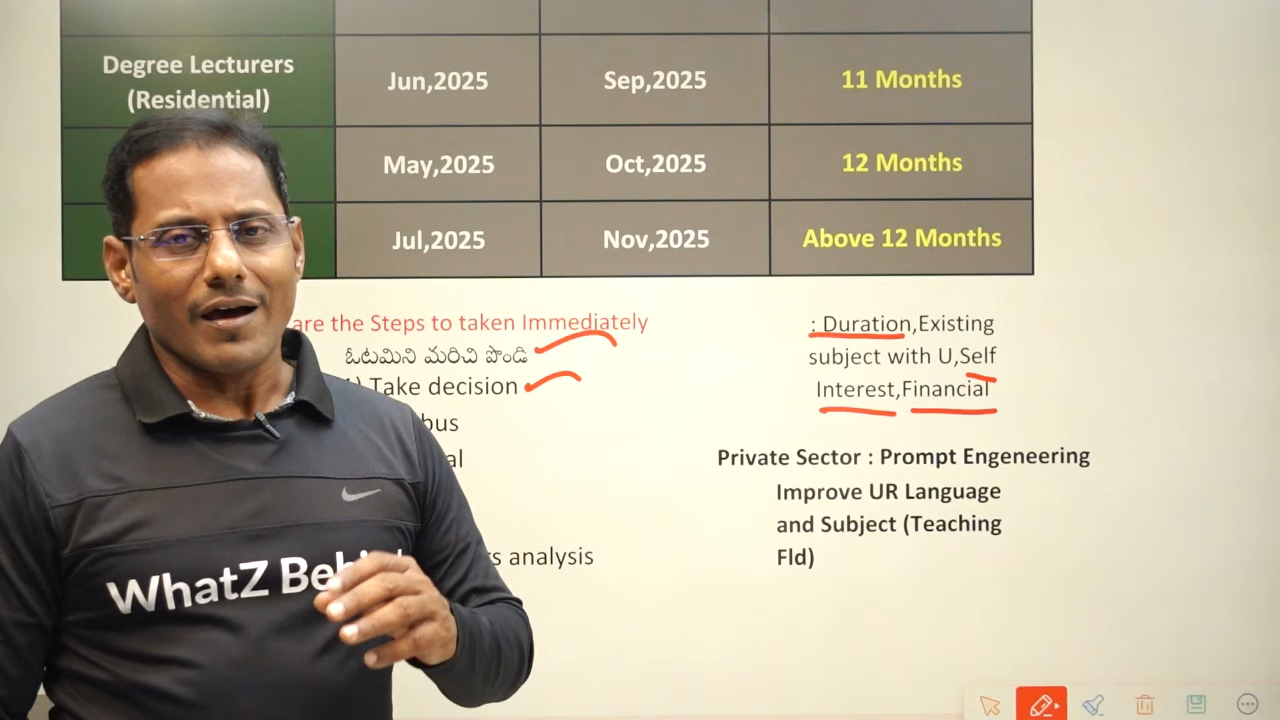 Degree Lecturers
(Residential)
Jun,2025
Sep,2025
11 Months
May,2025
Oct,2025
12 Months
Jul,2025
Nov,2025
Above 12 Months
are the Steps to taken Immediately
ఓటమిని మరిచి పొండి
1) Take decision
bus
al
s analysis
: Duration,Existing
subject with U,Self
Interest,Financial
Private Sector : Prompt Engeneering
Improve UR Language
and Subject (Teaching
Fld)
WhatZ Behind